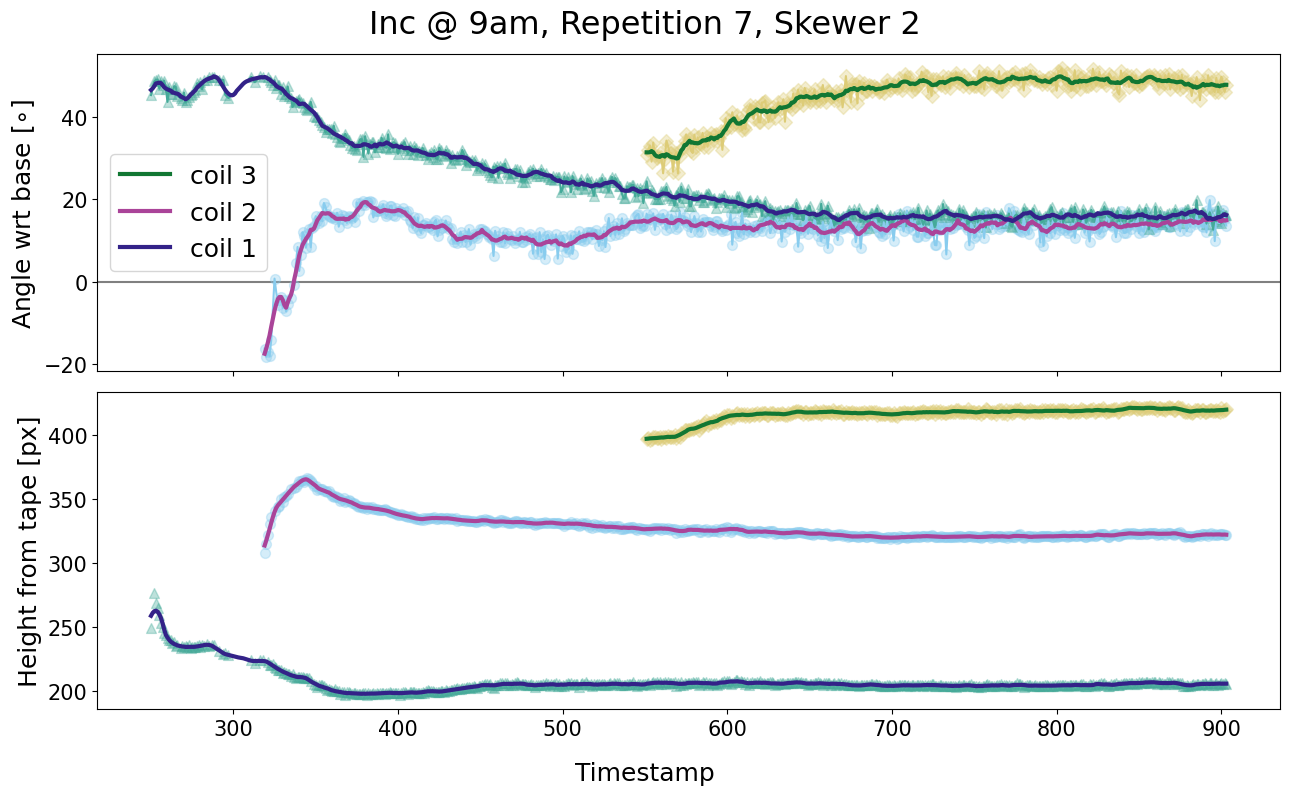 Inc @ 9am, Repetition 7, Skewer 2
Angle wrt base [∘]
40
20
0
−20
coil 3
coil 2
coil 1
Height from tape [px]
400
350
300
250
200
300 400 500 600 700 800 900
Timestamp